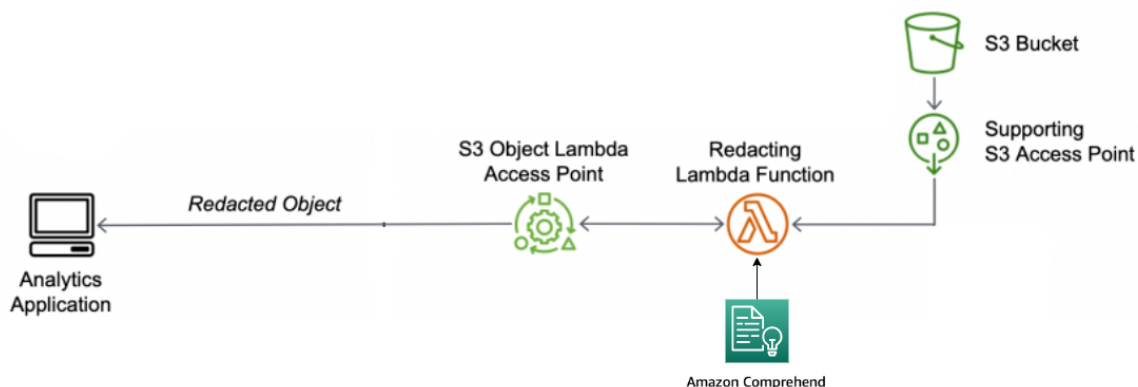 S3 Bucket
Supporting
S3 Access Point
S3 Object Lambda
Access Point
Redacting
Lambda Function
Redacted Object
Analytics
Application
Amazon Comprehend